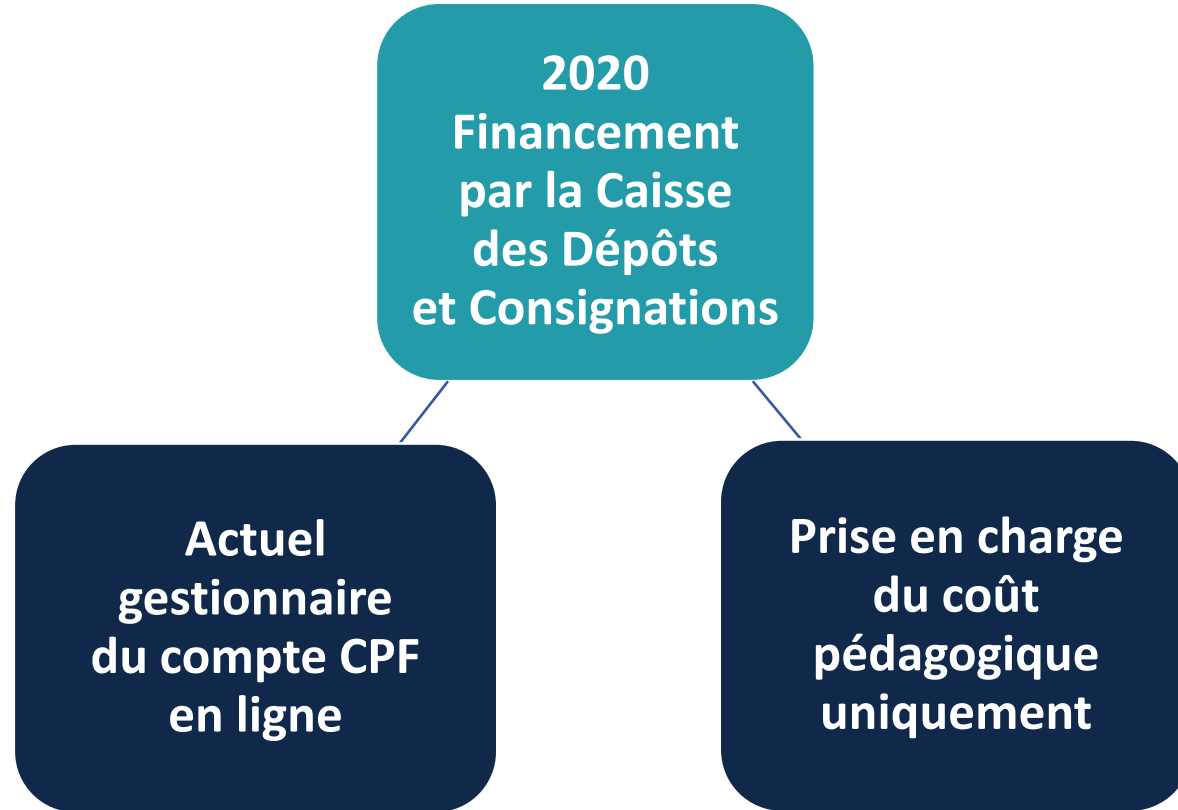 2020
Financement
par la Caisse
des Dépôts
et Consignations
Actuel
gestionnaire
du compte CPF
en ligne
Prise en charge
du coût
pédagogique
uniquement